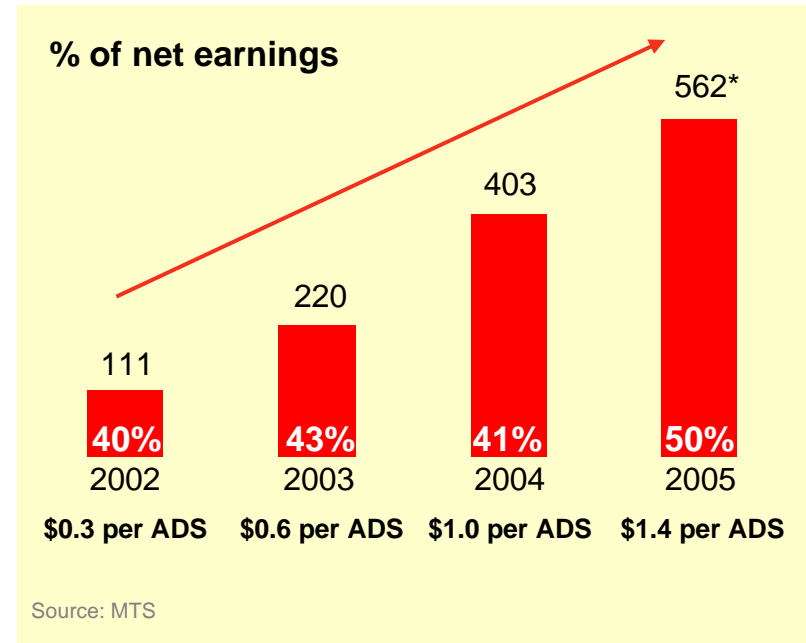 % of net earnings
562*
403
220
111
40% 43% 41% 50%
2002 2003 2004 2005
$0.3 per ADS $0.6 per ADS $1.0 per ADS $1.4 per ADS
Source: MTS